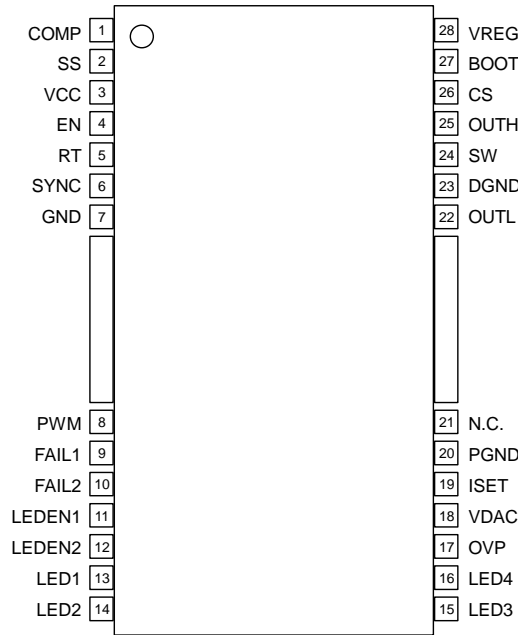 COMP 1 28 VREG
SS 2 27 BOOT
VCC 3 26 CS
EN 4 25 OUTH
RT 5 24 SW
SYNC 6 23 DGND
GND 7 22 OUTL
PWM 8 21 N.C.
FAIL1 9 20 PGND
FAIL2 10 19 ISET
LEDEN1 11 18 VDAC
LEDEN2 12 17 OVP
LED1 13 16 LED4
LED2 14 15 LED3